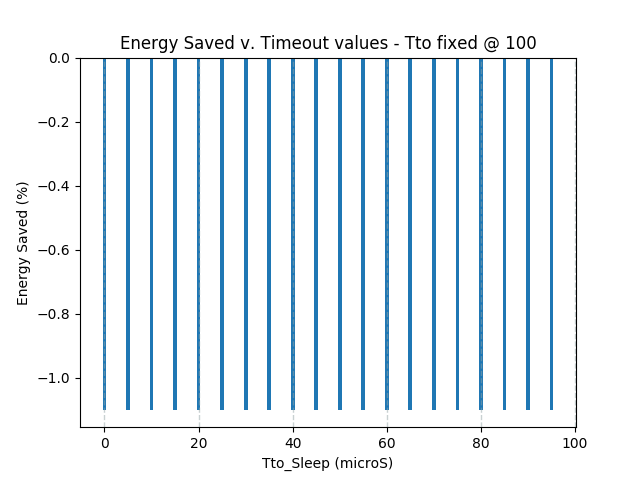 Energy Saved v. Timeout values - Tto fixed @ 100
Energy Saved (%)
0.0
−0.2
−0.4
−0.6
−0.8
−1.0
0 20 40 60 80 100
Tto_Sleep (microS)